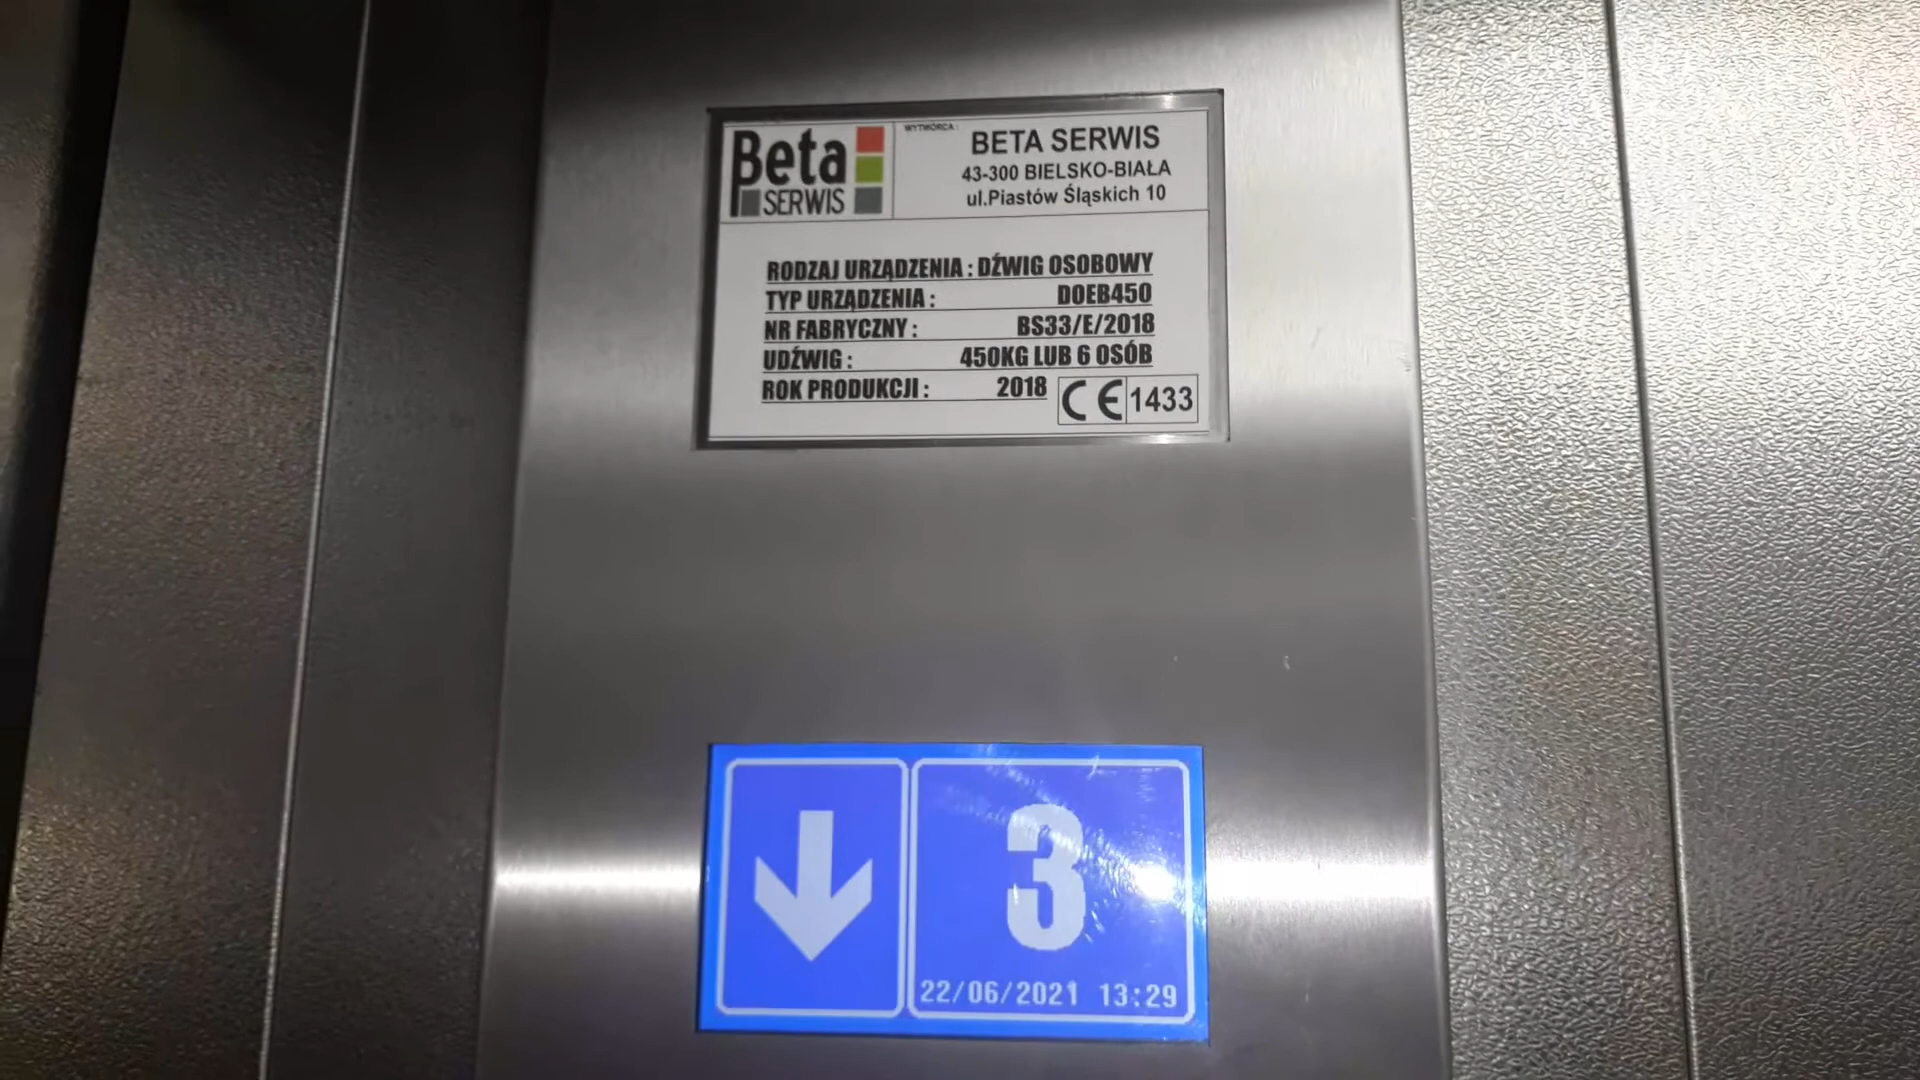 Beta
SERWIS
WYTWÓRCA :
BETA SERWIS
43-300 BIELSKO-BIAŁA
ul.Piastów Śląskich 10
RODZAJ URZĄDZENIA : DŹWIG OSOBOWY
TYP URZĄDZENIA : DOEB450
NR FABRYCZNY : BS33/E/2018
UDŹWIG : 450KG LUB 6 OSÓB
ROK PRODUKCJI : 2018
CE 1433
3
22/06/2021 13:29